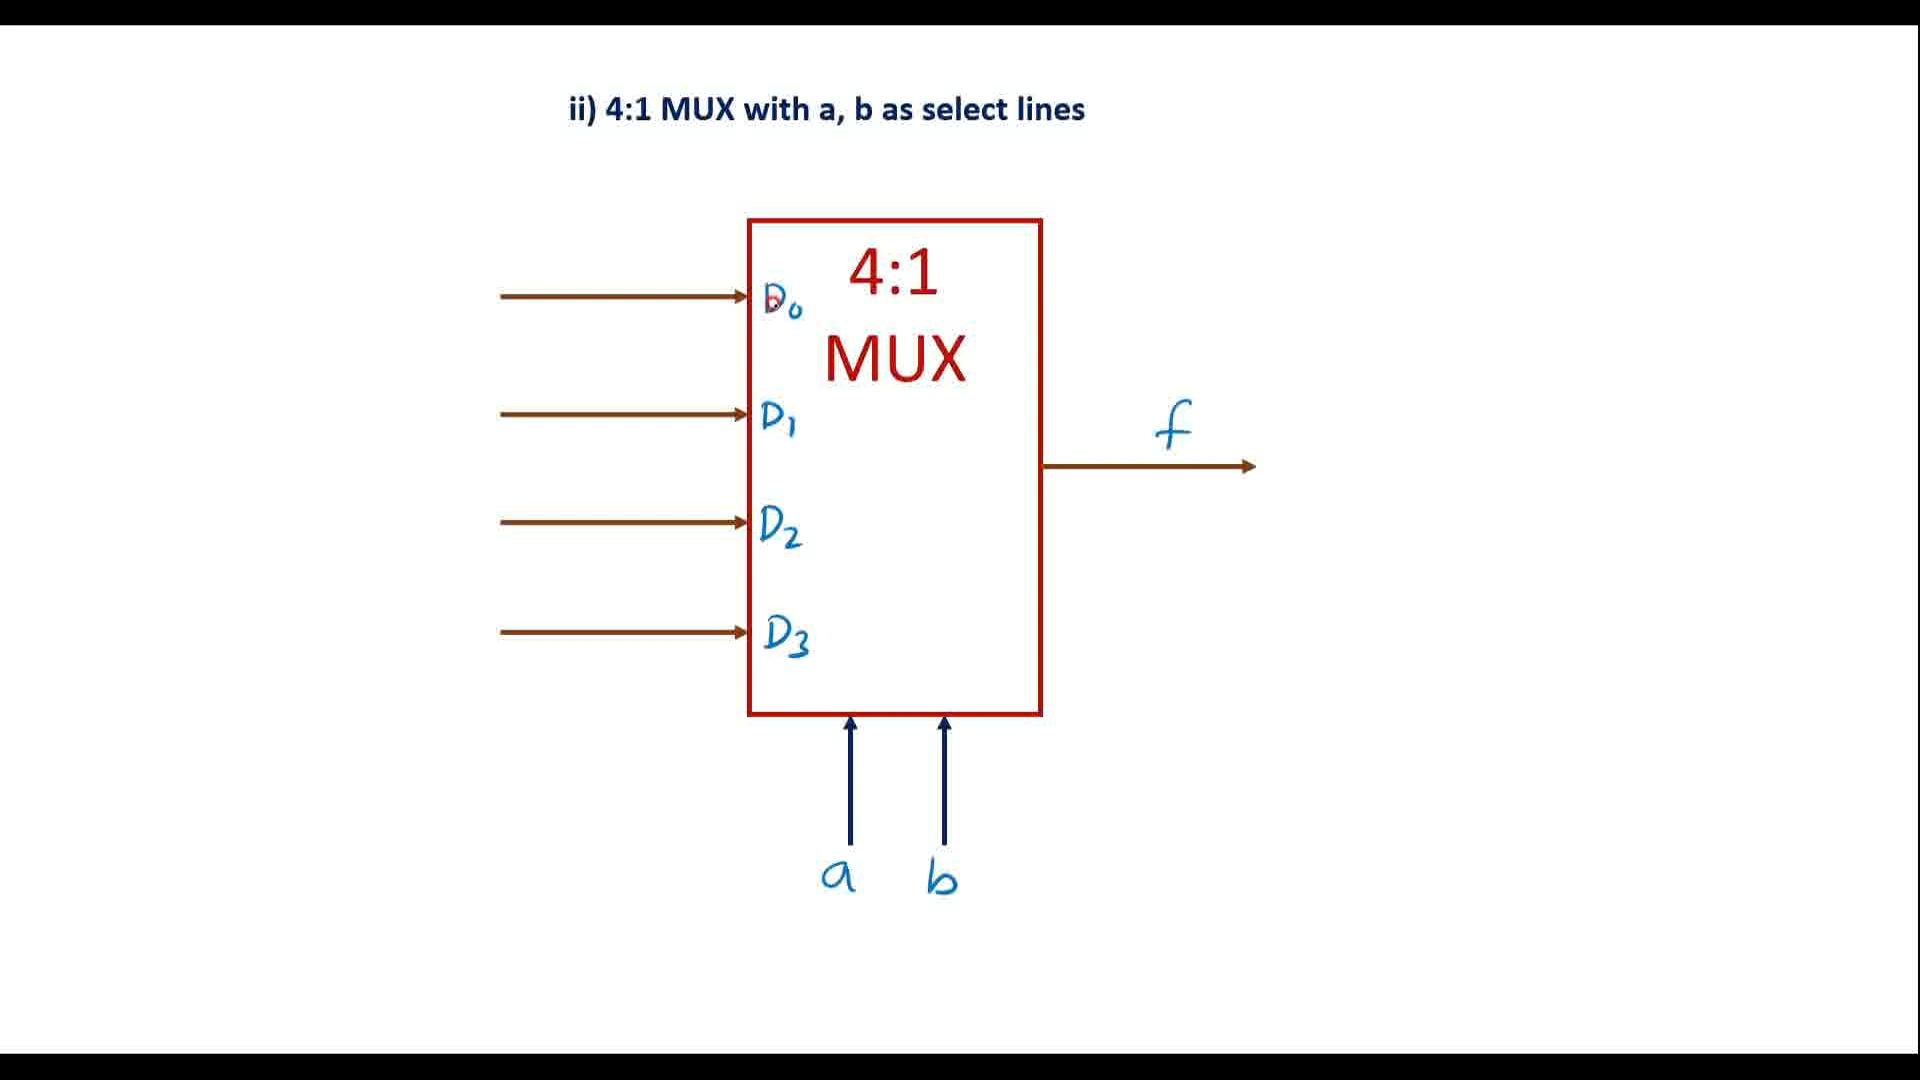 ii) 4:1 MUX with a, b as select lines
4:1
MUX
D₀
D₁
D₂
D₃
f
a b